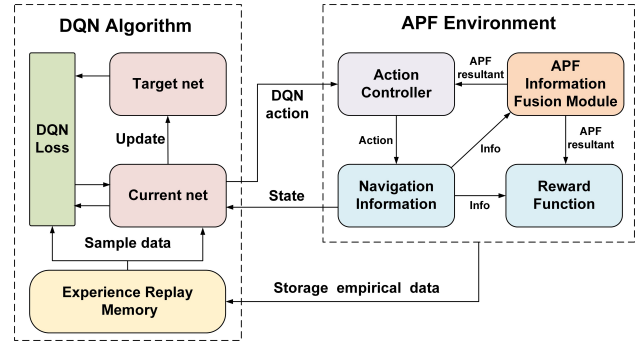 DQN Algorithm
APF Environment
Target net
DQN
Loss
Update
Current net
Sample data
Experience Replay
Memory
DQN
action
State
Storage empirical data
Action
Controller
APF
resultant
APF
Information
Fusion Module
Action
Info
APF
resultant
Navigation
Information
Info
Reward
Function